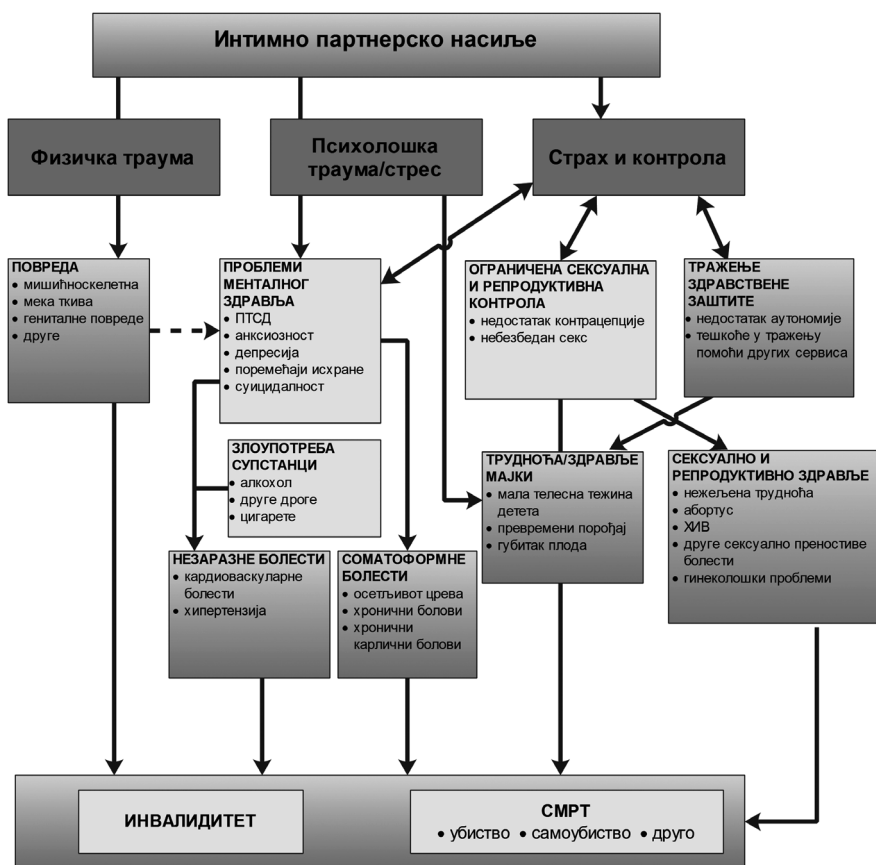 Интимно партнерско насиље
Физичка траума
Психолошка
траума/стрес
Страх и контрола
ПОВРЕДА
• мишићноскелетна
• мека ткива
• гениталне повреде
• друге
ПРОБЛЕМИ
МЕНТАЛНОГ
ЗДРАВЉА
• ПТСД
• анксиозност
• депресија
• поремећаји исхране
• суицидалност
ОГРАНИЧЕНА СЕКСУАЛНА
И РЕПРОДУКТИВНА
КОНТРОЛА
• недостатак контрацепције
• небезбедан секс
ТРАЖЕЊЕ
ЗДРАВСТВЕНЕ
ЗАШТИТЕ
• недостатак аутономије
• тешкоће у тражењу
помоћи других сервиса
ЗЛОУПОТРЕБА
СУПСТАНЦИ
• алкохол
• друге дроге
• цигарете
ТРУДНОЋА/ЗДРАВЉЕ
МАЈКИ
• мала телесна тежина
детета
• превремени порођај
• губитак плода
СЕКСУАЛНО И
РЕПРОДУКТИВНО ЗДРАВЉЕ
• нежељена трудноћа
• абортус
• ХИВ
• друге сексуално преностиве
болести
• гинеколошки проблеми
НЕЗАРАЗНЕ БОЛЕСТИ
• кардиоваскуларне
болести
• хипертензија
СОМАТОФОРМНЕ
БОЛЕСТИ
• осетљивот црева
• хронични болови
• хронични
карлични болови
ИНВАЛИДИТЕТ
СМРТ
• убиство • самоубиство • друго